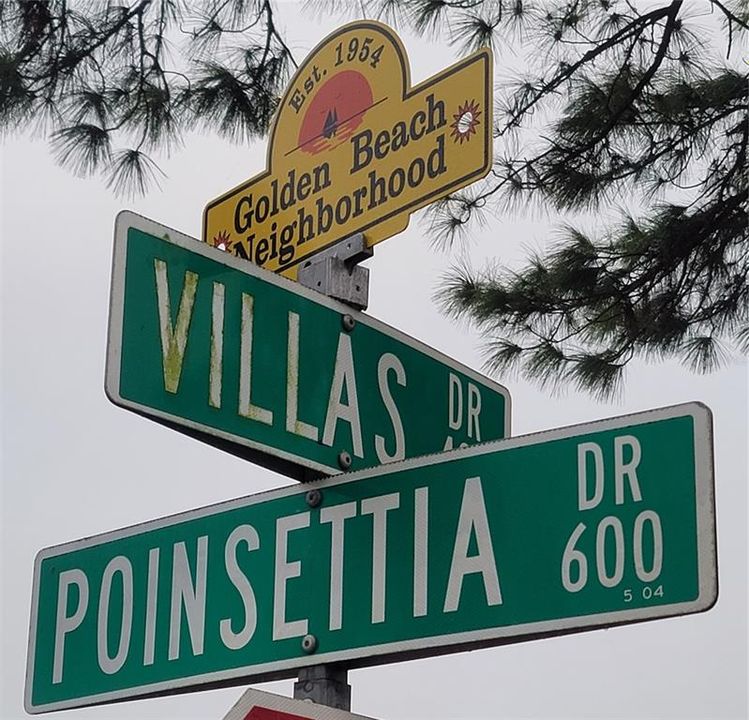 Est. 1954
Golden Beach
Neighborhood
VILLAS DR
POINSETTIA DR
600
5 04